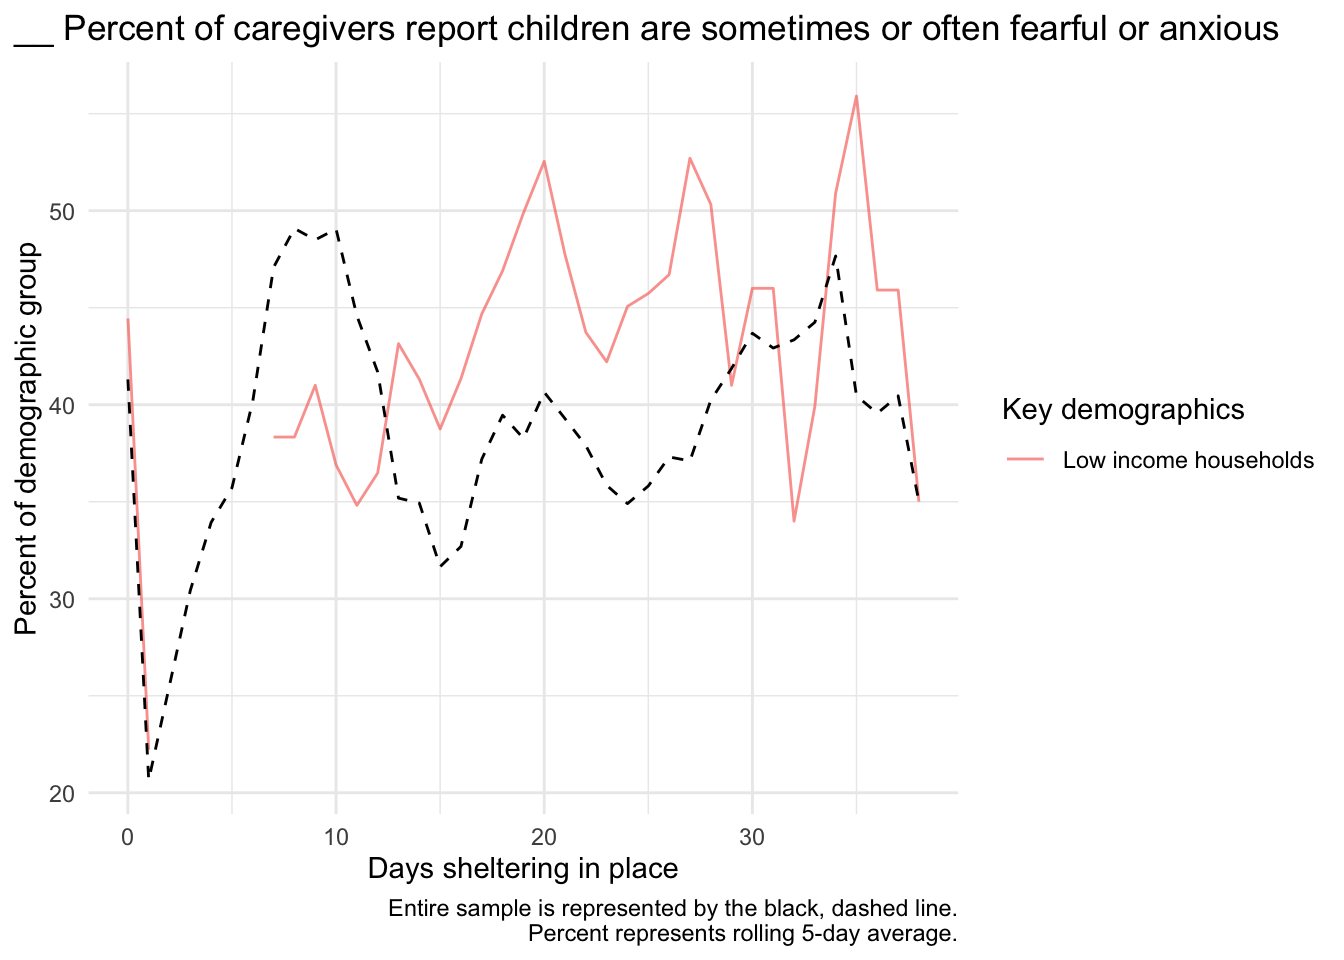 __ Percent of caregivers report children are sometimes or often fearful or anxious
Percent of demographic group
50
40
30
20
0
10
20
30
Days sheltering in place
Key demographics
Low income households
Entire sample is represented by the black, dashed line.
Percent represents rolling 5-day average.